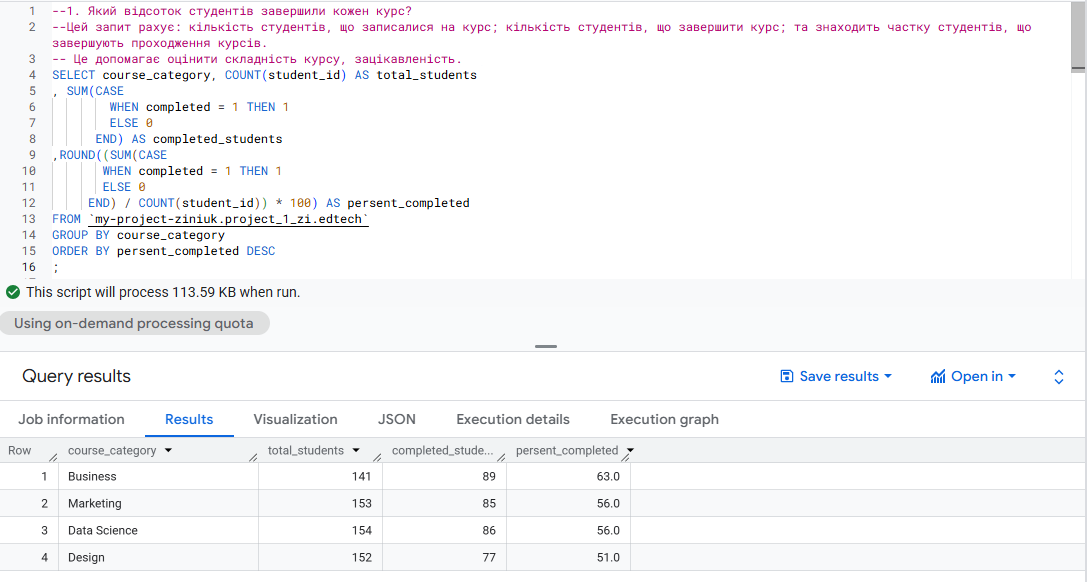 1 --1. Який відсоток студентів завершили кожен курс?
2 --Цей запит рахує: кількість студентів, що записалися на курс; кількість студентів, що завершити курс; та знаходить частку студентів, що
завершують проходження курсів.
3 -- Це допомагає оцінити складність курсу, зацікавленість.
4 SELECT course_category, COUNT(student_id) AS total_students
5 , SUM(CASE
6 WHEN completed = 1 THEN 1
7 ELSE 0
8 END) AS completed_students
9 ,ROUND((SUM(CASE
10 WHEN completed = 1 THEN 1
11 ELSE 0
12 END) / COUNT(student_id)) * 100) AS persent_completed
13 FROM `my-project-ziniuk.project_1_zi.edtech`
14 GROUP BY course_category
15 ORDER BY persent_completed DESC
16 ;
This script will process 113.59 KB when run.
Using on-demand processing quota
Query results Save results Open in
Job information Results Visualization JSON Execution details Execution graph
Row course_category total_students completed_stude... persent_completed
1 Business 141 89 63.0
2 Marketing 153 85 56.0
3 Data Science 154 86 56.0
4 Design 152 77 51.0